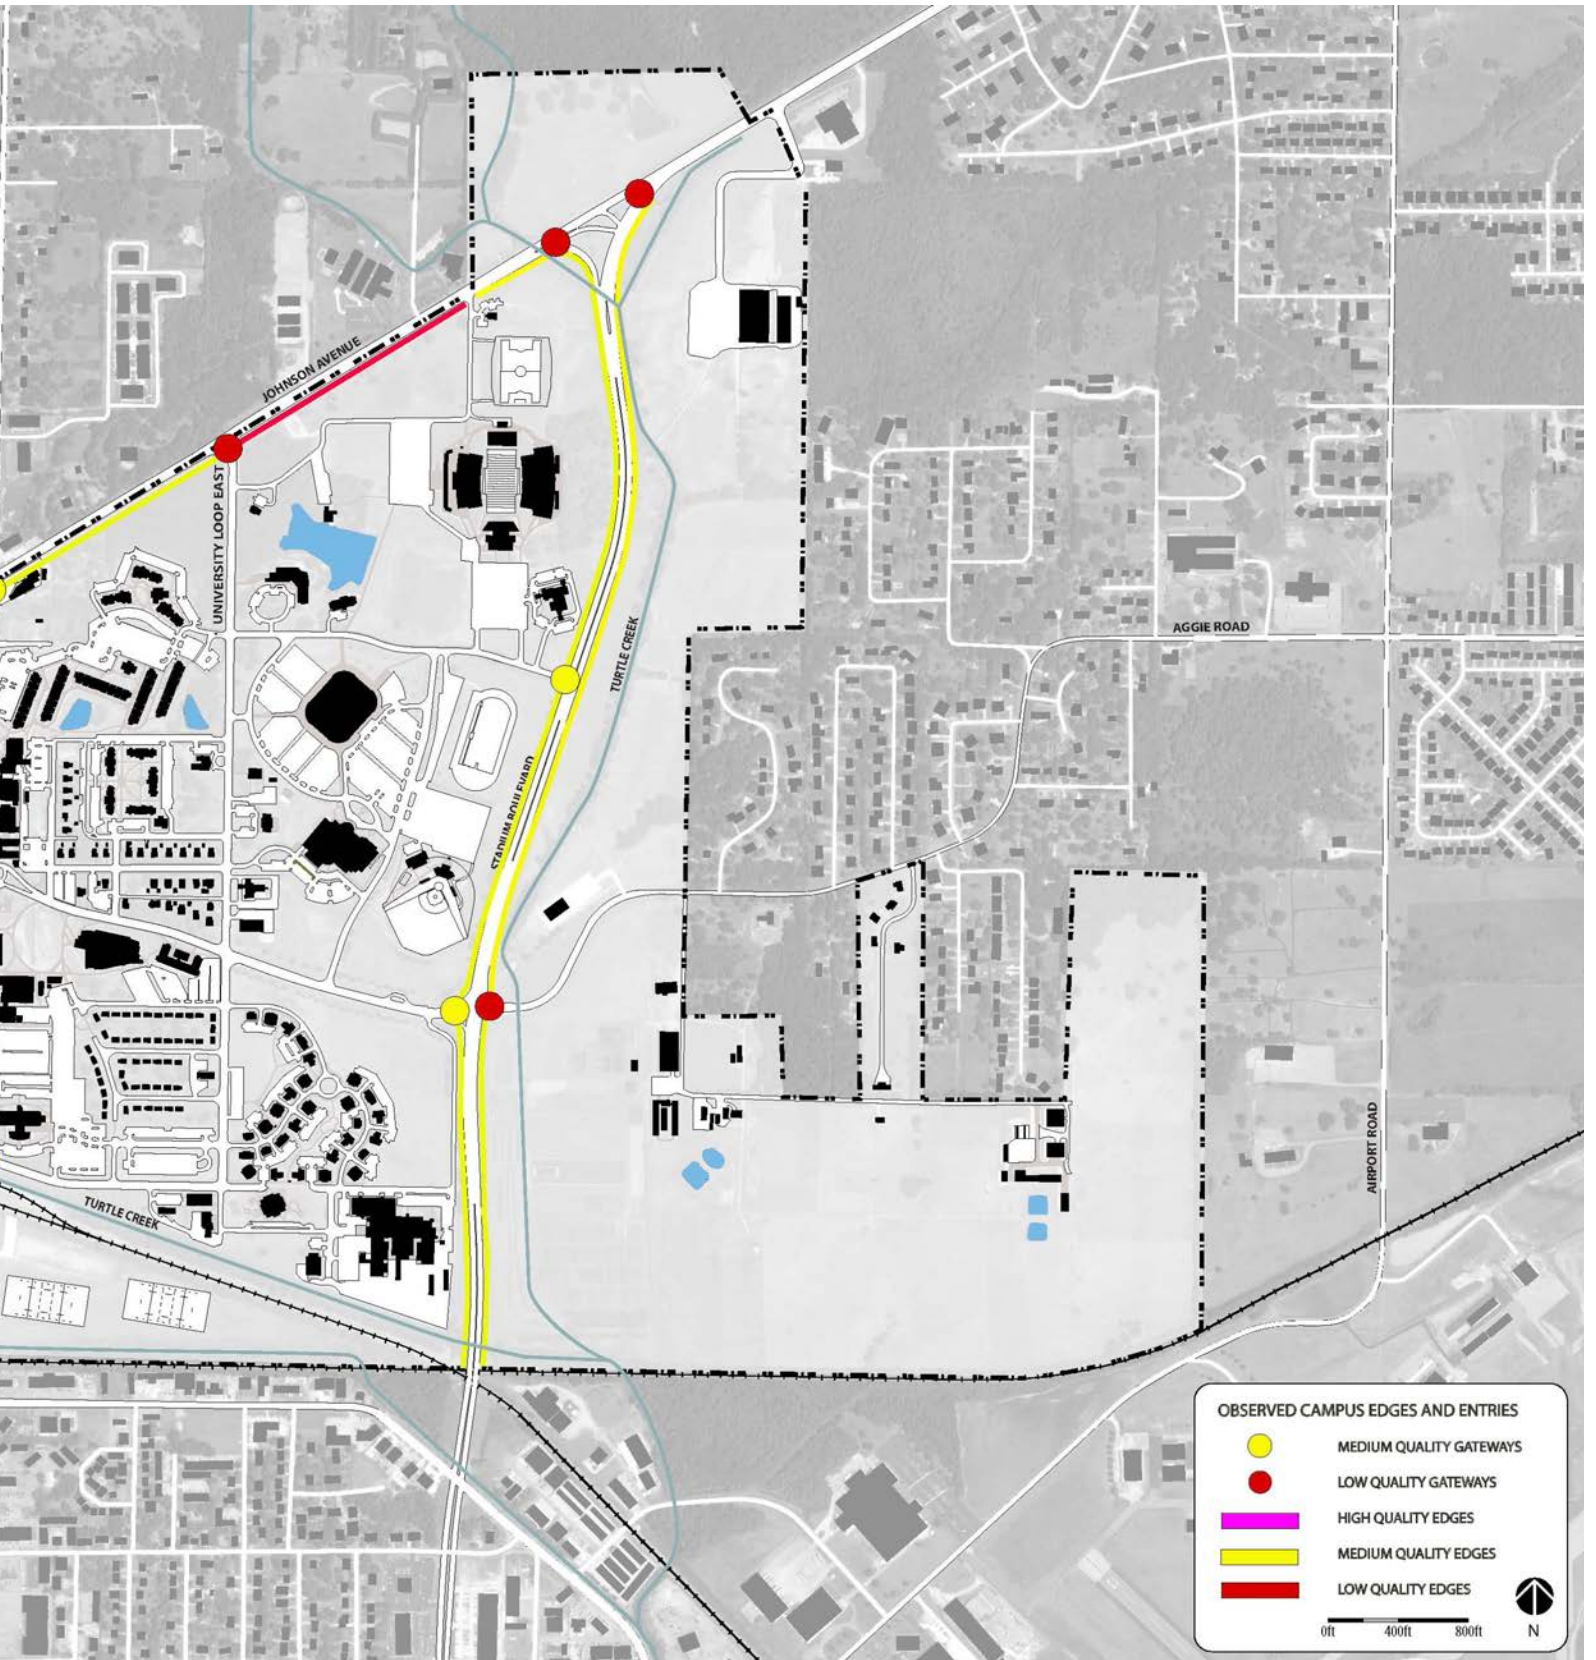 JOHNSON AVENUE
UNIVERSITY LOOP EAST
AGGIE ROAD
TURTLE CREEK
STADIUM BOULEVARD
AIRPORT ROAD
TURTLE CREEK
OBSERVED CAMPUS EDGES AND ENTRIES
MEDIUM QUALITY GATEWAYS
LOW QUALITY GATEWAYS
HIGH QUALITY EDGES
MEDIUM QUALITY EDGES
LOW QUALITY EDGES
0ft 400ft 800ft N